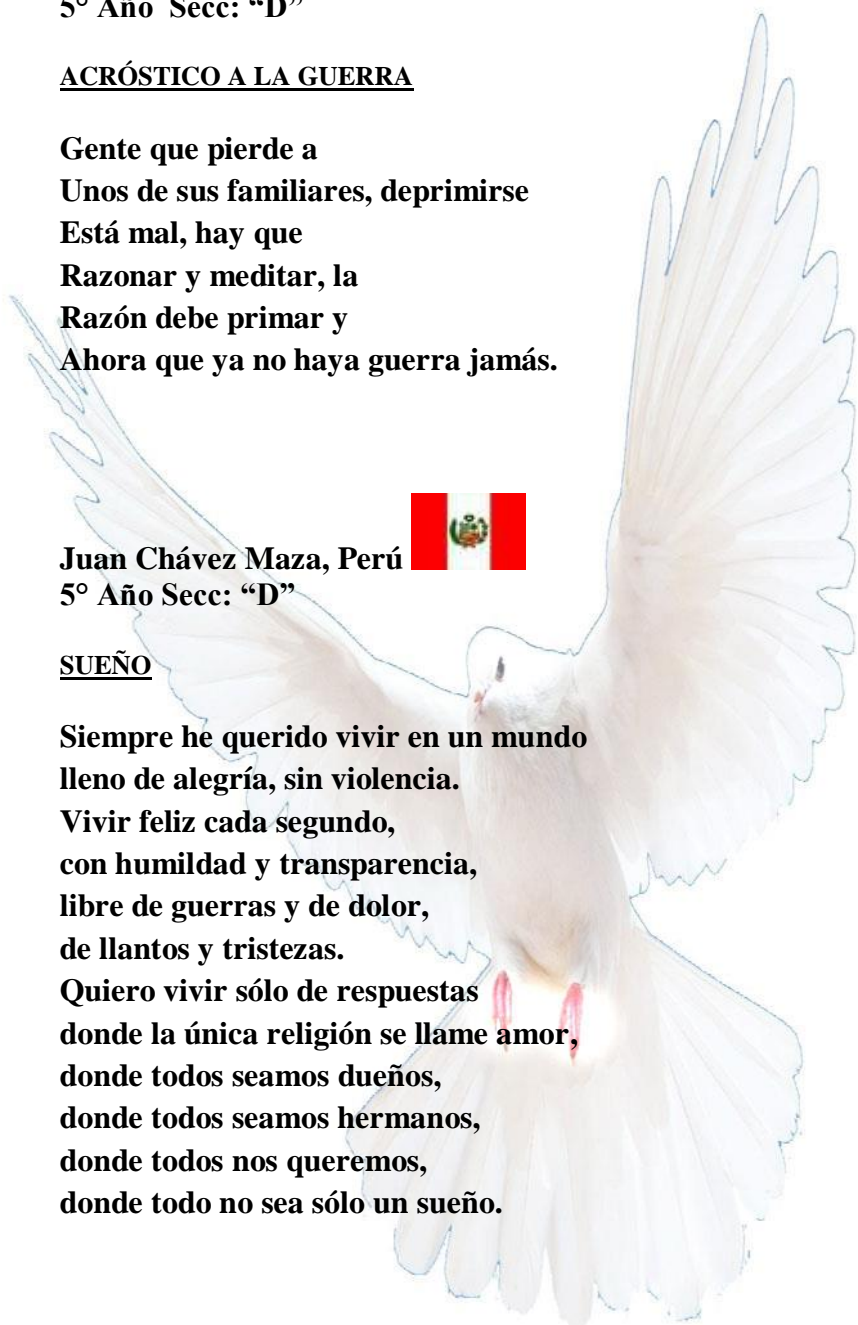 5° Año  Secc: “D”
ACRÓSTICO A LA GUERRA
Gente que pierde a
Unos de sus familiares, deprimirse
Está mal, hay que
Razonar y meditar, la
Razón debe primar y
Ahora que ya no haya guerra jamás.
Juan Chávez Maza, Perú
5° Año Secc: “D”
SUEÑO
Siempre he querido vivir en un mundo
lleno de alegría, sin violencia.
Vivir feliz cada segundo,
con humildad y transparencia,
libre de guerras y de dolor,
de llantos y tristezas.
Quiero vivir sólo de respuestas
donde la única religión se llame amor,
donde todos seamos dueños,
donde todos seamos hermanos,
donde todos nos queremos,
donde todo no sea sólo un sueño.